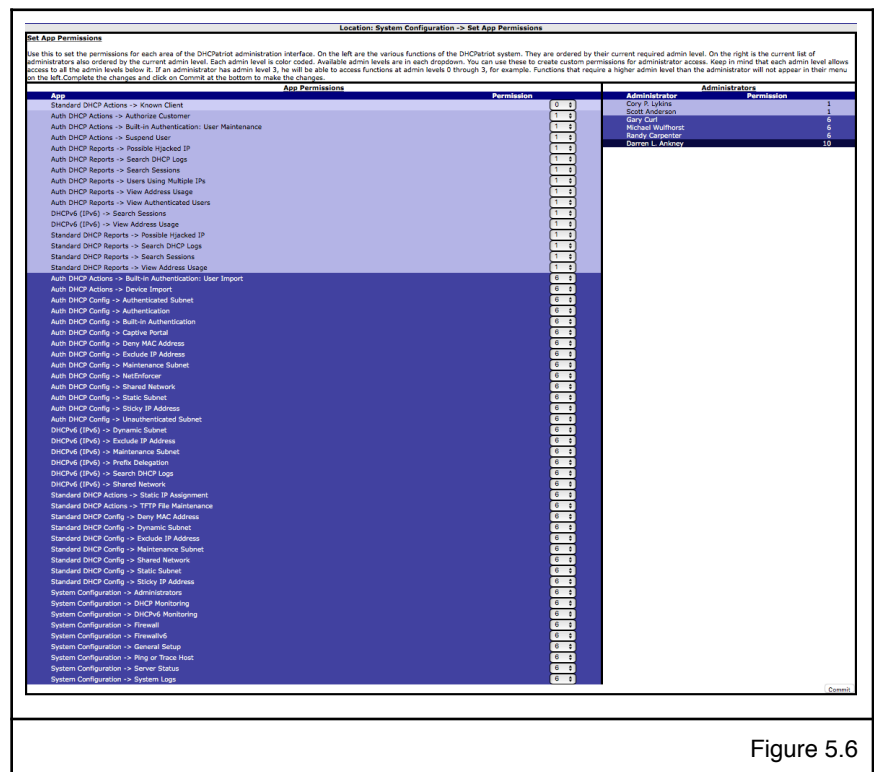 Location: System Configuration -> Set App Permissions
Set App Permissions
Use this to set the permissions for each area of the DHCPatriot administration interface. On the left are the various functions of the DHCPatriot system. They are ordered by their current required admin level. On the right is the current list of
administrators also ordered by the current admin level. Each admin level is color coded. Available admin levels are in each dropdown. You can use these to create custom permissions for administrator access. Keep in mind that each admin level allows
access to all the admin levels below it. If an administrator has admin level 3, he will be able to access functions at admin levels 0 through 3, for example. Functions that require a higher admin level than the administrator will not appear in their menu
on the left.Complete the changes and click on Commit at the bottom to make the changes.
App Permissions
App Permission
Standard DHCP Actions -> Known Client 0
Auth DHCP Actions -> Authorize Customer 1
Auth DHCP Actions -> Built-in Authentication: User Maintenance 1
Auth DHCP Actions -> Suspend User 1
Auth DHCP Reports -> Possible Hjacked IP 1
Auth DHCP Reports -> Search DHCP Logs 1
Auth DHCP Reports -> Search Sessions 1
Auth DHCP Reports -> Users Using Multiple IPs 1
Auth DHCP Reports -> View Address Usage 1
Auth DHCP Reports -> View Authenticated Users 1
DHCPv6 (IPv6) -> Search Sessions 1
DHCPv6 (IPv6) -> View Address Usage 1
Standard DHCP Reports -> Possible Hjacked IP 1
Standard DHCP Reports -> Search DHCP Logs 1
Standard DHCP Reports -> Search Sessions 1
Standard DHCP Reports -> View Address Usage 1
Auth DHCP Actions -> Built-in Authentication: User Import 6
Auth DHCP Actions -> Device Import 6
Auth DHCP Config -> Authenticated Subnet 6
Auth DHCP Config -> Authentication 6
Auth DHCP Config -> Built-in Authentication 6
Auth DHCP Config -> Captive Portal 6
Auth DHCP Config -> Deny MAC Address 6
Auth DHCP Config -> Exclude IP Address 6
Auth DHCP Config -> Maintenance Subnet 6
Auth DHCP Config -> NetEnforcer 6
Auth DHCP Config -> Shared Network 6
Auth DHCP Config -> Static Subnet 6
Auth DHCP Config -> Sticky IP Address 6
Auth DHCP Config -> Unauthenticated Subnet 6
DHCPv6 (IPv6) -> Dynamic Subnet 6
DHCPv6 (IPv6) -> Exclude IP Address 6
DHCPv6 (IPv6) -> Maintenance Subnet 6
DHCPv6 (IPv6) -> Prefix Delegation 6
DHCPv6 (IPv6) -> Search DHCP Logs 6
DHCPv6 (IPv6) -> Shared Network 6
Standard DHCP Actions -> Static IP Assignment 6
Standard DHCP Actions -> TFTP File Maintenance 6
Standard DHCP Config -> Deny MAC Address 6
Standard DHCP Config -> Dynamic Subnet 6
Standard DHCP Config -> Exclude IP Address 6
Standard DHCP Config -> Maintenance Subnet 6
Standard DHCP Config -> Shared Network 6
Standard DHCP Config -> Static Subnet 6
Standard DHCP Config -> Sticky IP Address 6
System Configuration -> Administrators 6
System Configuration -> DHCP Monitoring 6
System Configuration -> DHCPv6 Monitoring 6
System Configuration -> Firewall 6
System Configuration -> Firewallv6 6
System Configuration -> General Setup 6
System Configuration -> Ping or Trace Host 6
System Configuration -> Server Status 6
System Configuration -> System Logs 6
Administrators
Administrator Permission
Cory P. Lykins 1
Scott Anderson 1
Gary Curl 6
Michael Wulfhorst 6
Randy Carpenter 6
Darren L. Ankney 10
Commit
Figure 5.6